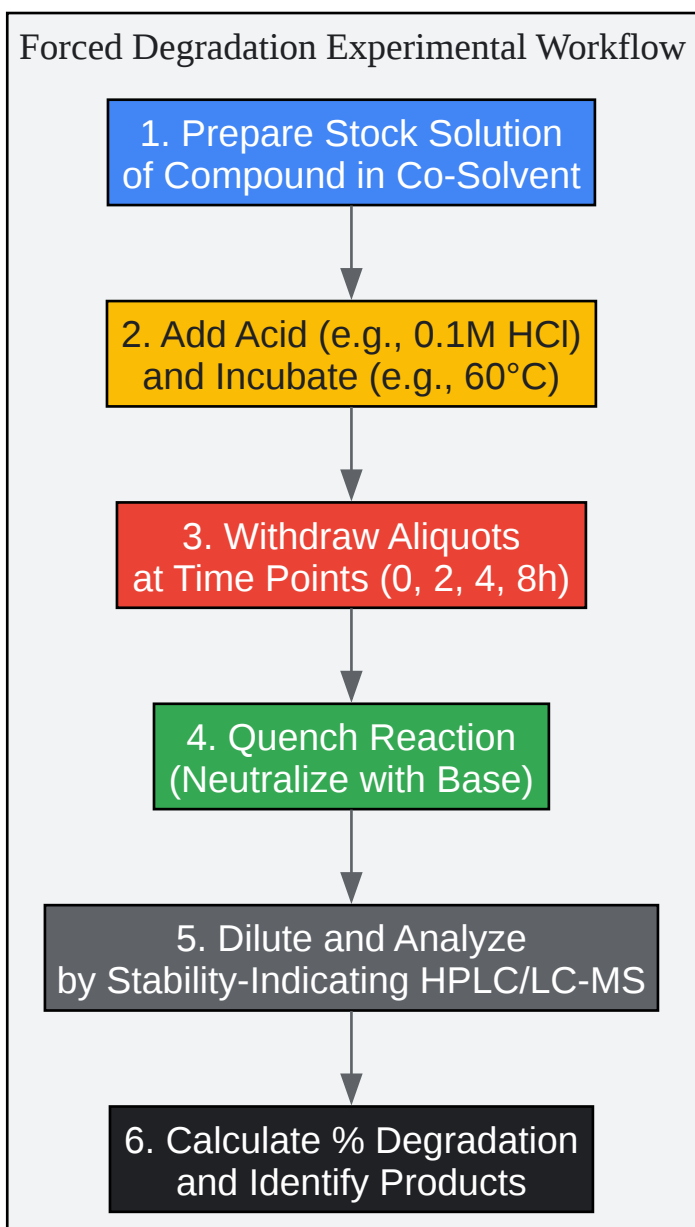 Forced Degradation Experimental Workflow
1. Prepare Stock Solution
of Compound in Co-Solvent
2. Add Acid (e.g., 0.1M HCl)
and Incubate (e.g., 60°C)
3. Withdraw Aliquots
at Time Points (0, 2, 4, 8h)
4. Quench Reaction
(Neutralize with Base)
5. Dilute and Analyze
by Stability-Indicating HPLC/LC-MS
6. Calculate % Degradation
and Identify Products